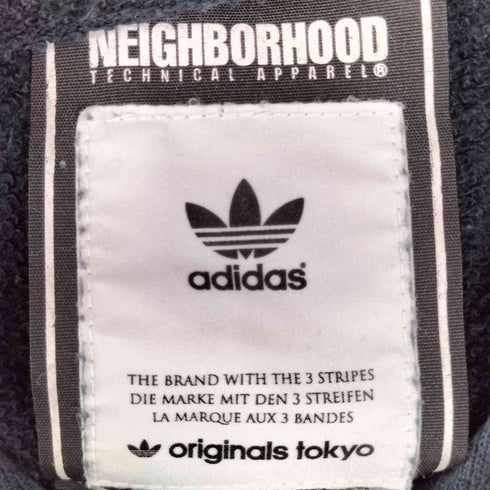 NEIGHBORHOOD
TECHNICAL APPAREL®
adidas®
THE BRAND WITH THE 3 STRIPES
DIE MARKE MIT DEN 3 STREIFEN
LA MARQUE AUX 3 BANDES
originals tokyo